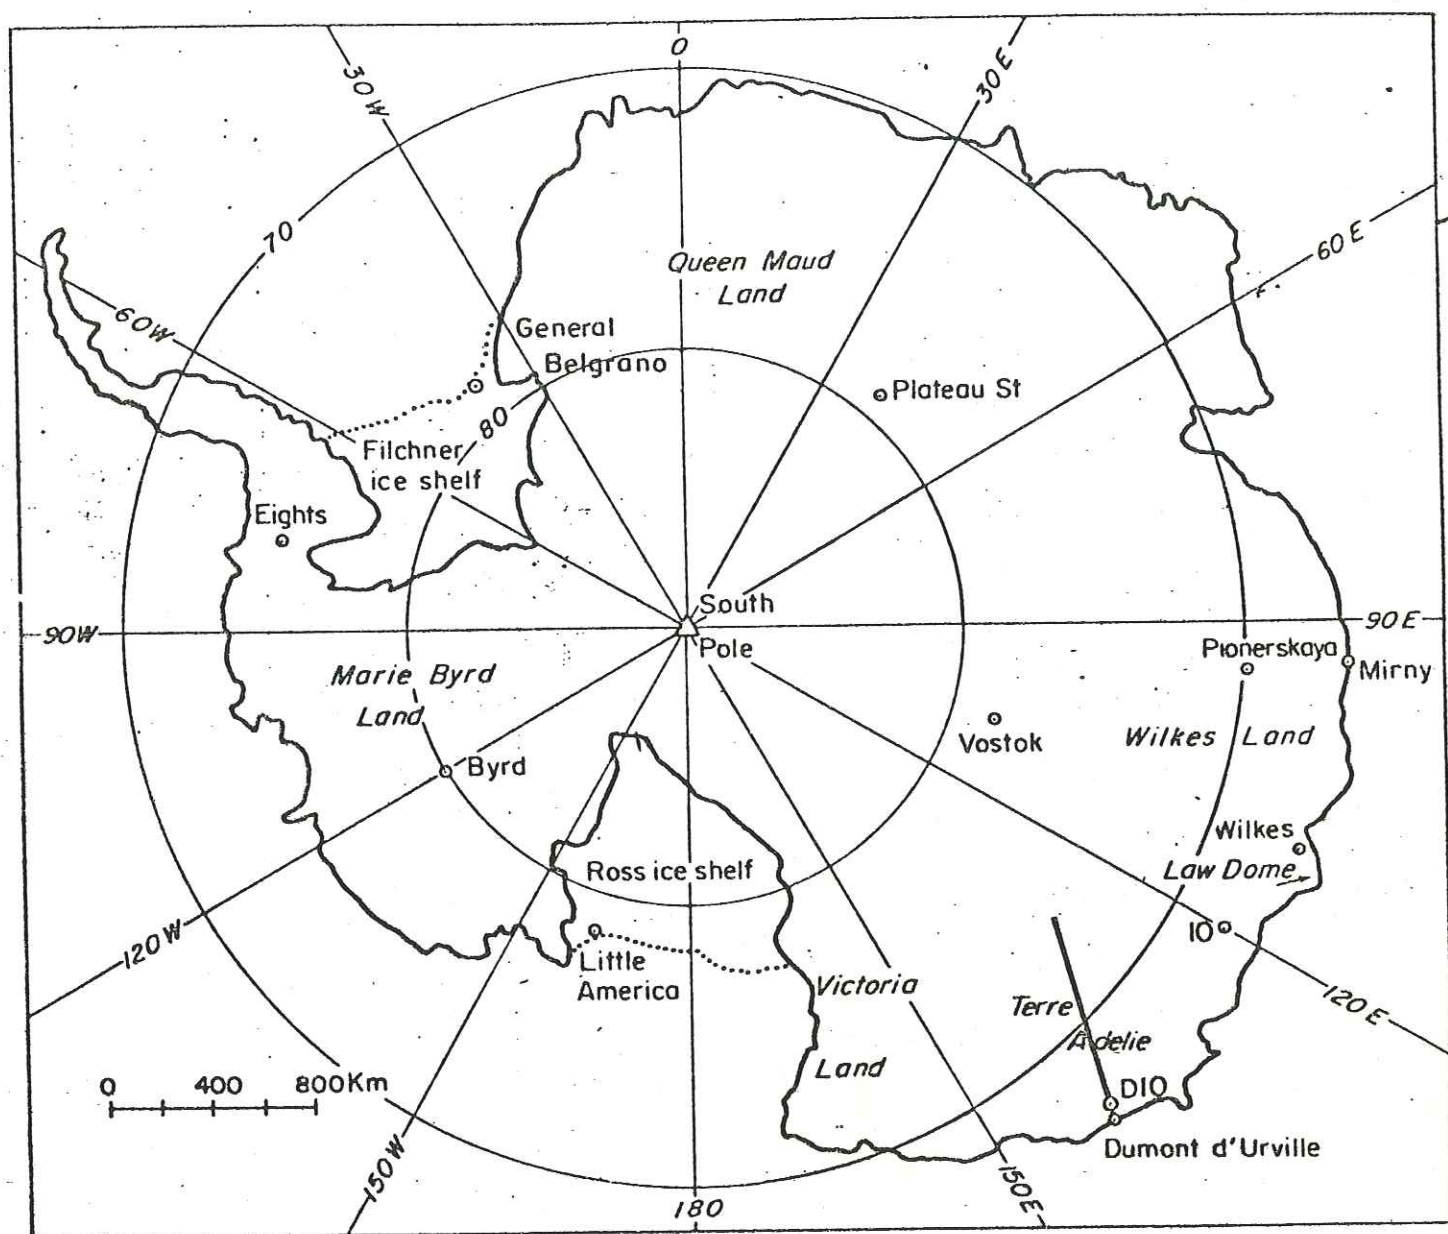 0
30W
30E
70
60E
Queen Maud
Land
60W
General
Belgrano
Plateau St
80
Filchner
ice shelf
Eights
South
90W
90E
Pole
Pionerskaya
Mirny
Marie Byrd
Land
Vostok
Wilkes Land
Byrd
Wilkes
Law Dome
Ross ice shelf
10
120W
Little
America
Victoria
Land
Terre
Adelie
120E
0 400 800Km
D10
Dumont d'Urville
150W
150E
180